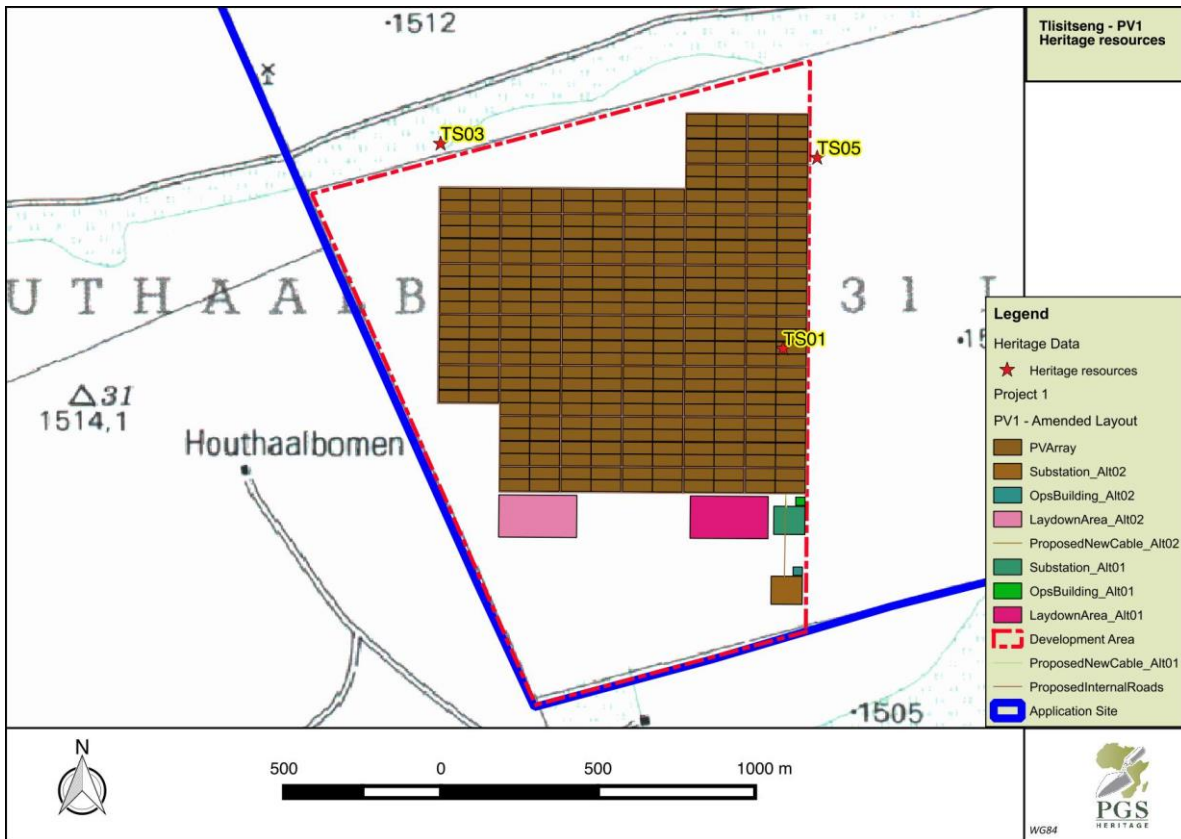 Tlisitseng - PV1
Heritage resources
1512
TS03
TS05
UTHAALB 31
TS01
31
1514,1
Houthaalbomen
1505
Legend
Heritage Data
Heritage resources
Project 1
PV1 - Amended Layout
PVArray
Substation_Alt02
OpsBuilding_Alt02
LaydownArea_Alt02
ProposedNewCable_Alt02
Substation_Alt01
OpsBuilding_Alt01
LaydownArea_Alt01
Development Area
ProposedNewCable_Alt01
ProposedInternalRoads
Application Site
N
500 0 500 1000 m
PGS
HERITAGE
WG84